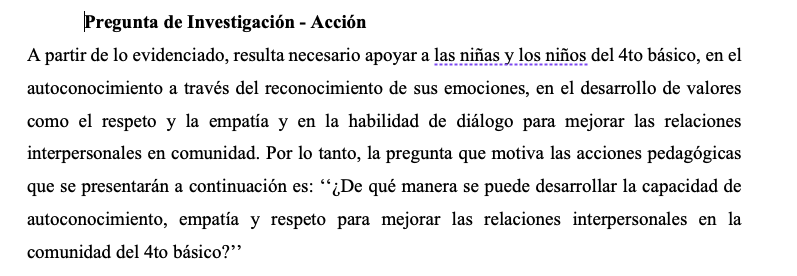 Pregunta de Investigación - Acción
A partir de lo evidenciado, resulta necesario apoyar a las niñas y los niños del 4to básico, en el
autoconocimiento a través del reconocimiento de sus emociones, en el desarrollo de valores
como el respeto y la empatía y en la habilidad de diálogo para mejorar las relaciones
interpersonales en comunidad. Por lo tanto, la pregunta que motiva las acciones pedagógicas
que se presentarán a continuación es: ‘‘¿De qué manera se puede desarrollar la capacidad de
autoconocimiento, empatía y respeto para mejorar las relaciones interpersonales en la
comunidad del 4to básico?’’